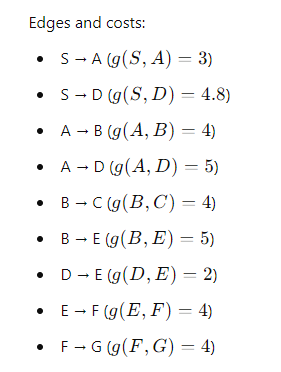 Edges and costs:
• S → A (g(S, A) = 3)
• S → D (g(S, D) = 4.8)
• A → B (g(A, B) = 4)
• A → D (g(A, D) = 5)
• B → C (g(B, C) = 4)
• B → E (g(B, E) = 5)
• D → E (g(D, E) = 2)
• E → F (g(E, F) = 4)
• F → G (g(F, G) = 4)